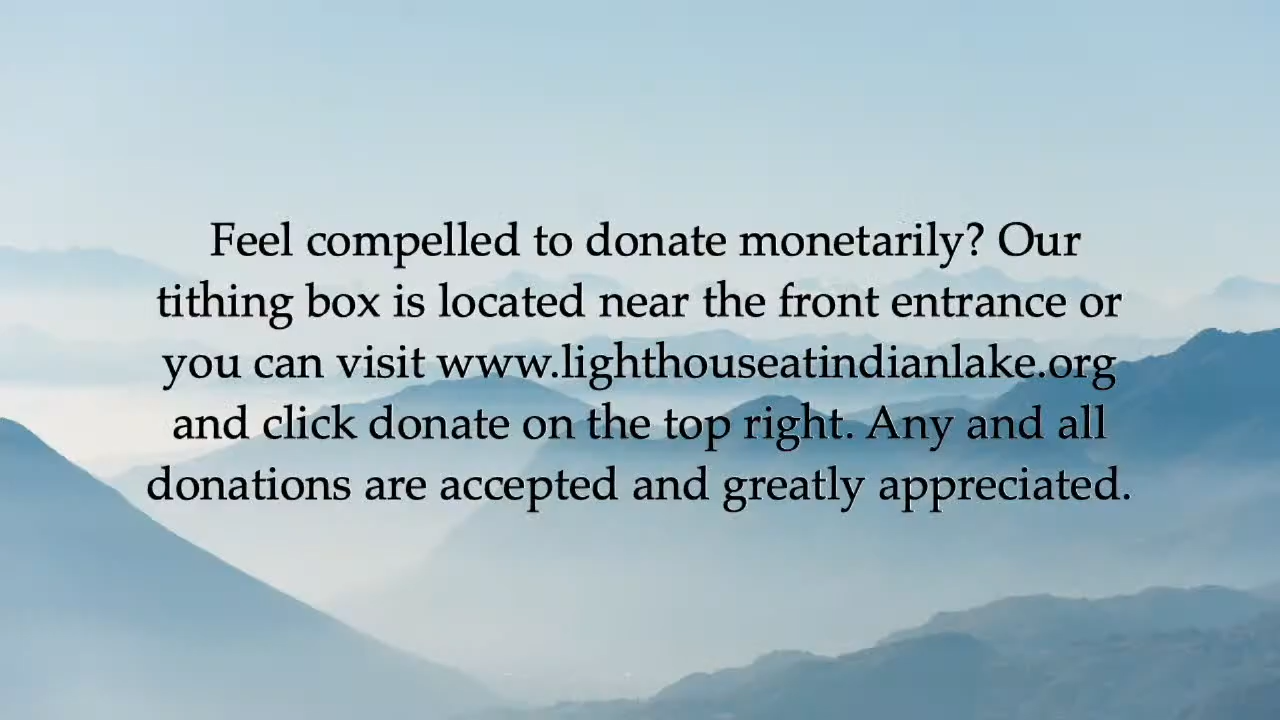 Feel compelled to donate monetarily? Our
tithing box is located near the front entrance or
you can visit www.lighthouseatindianlake.org
and click donate on the top right. Any and all
donations are accepted and greatly appreciated.